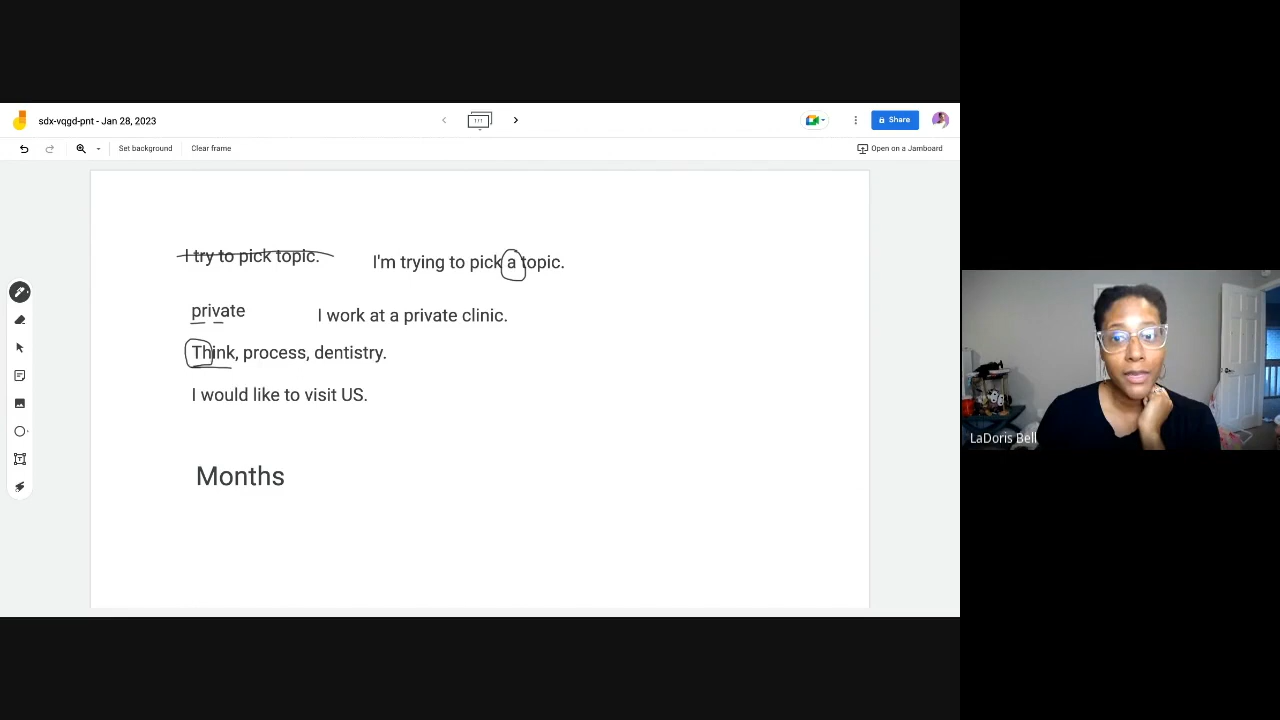 sdx-vqgd-pnt - Jan 28, 2023
Share
Set background
Clear frame
Open on a Jamboard
I try to pick topic.
I'm trying to pick a topic.
private
I work at a private clinic.
Think, process, dentistry.
I would like to visit US.
Months
LaDoris Bell